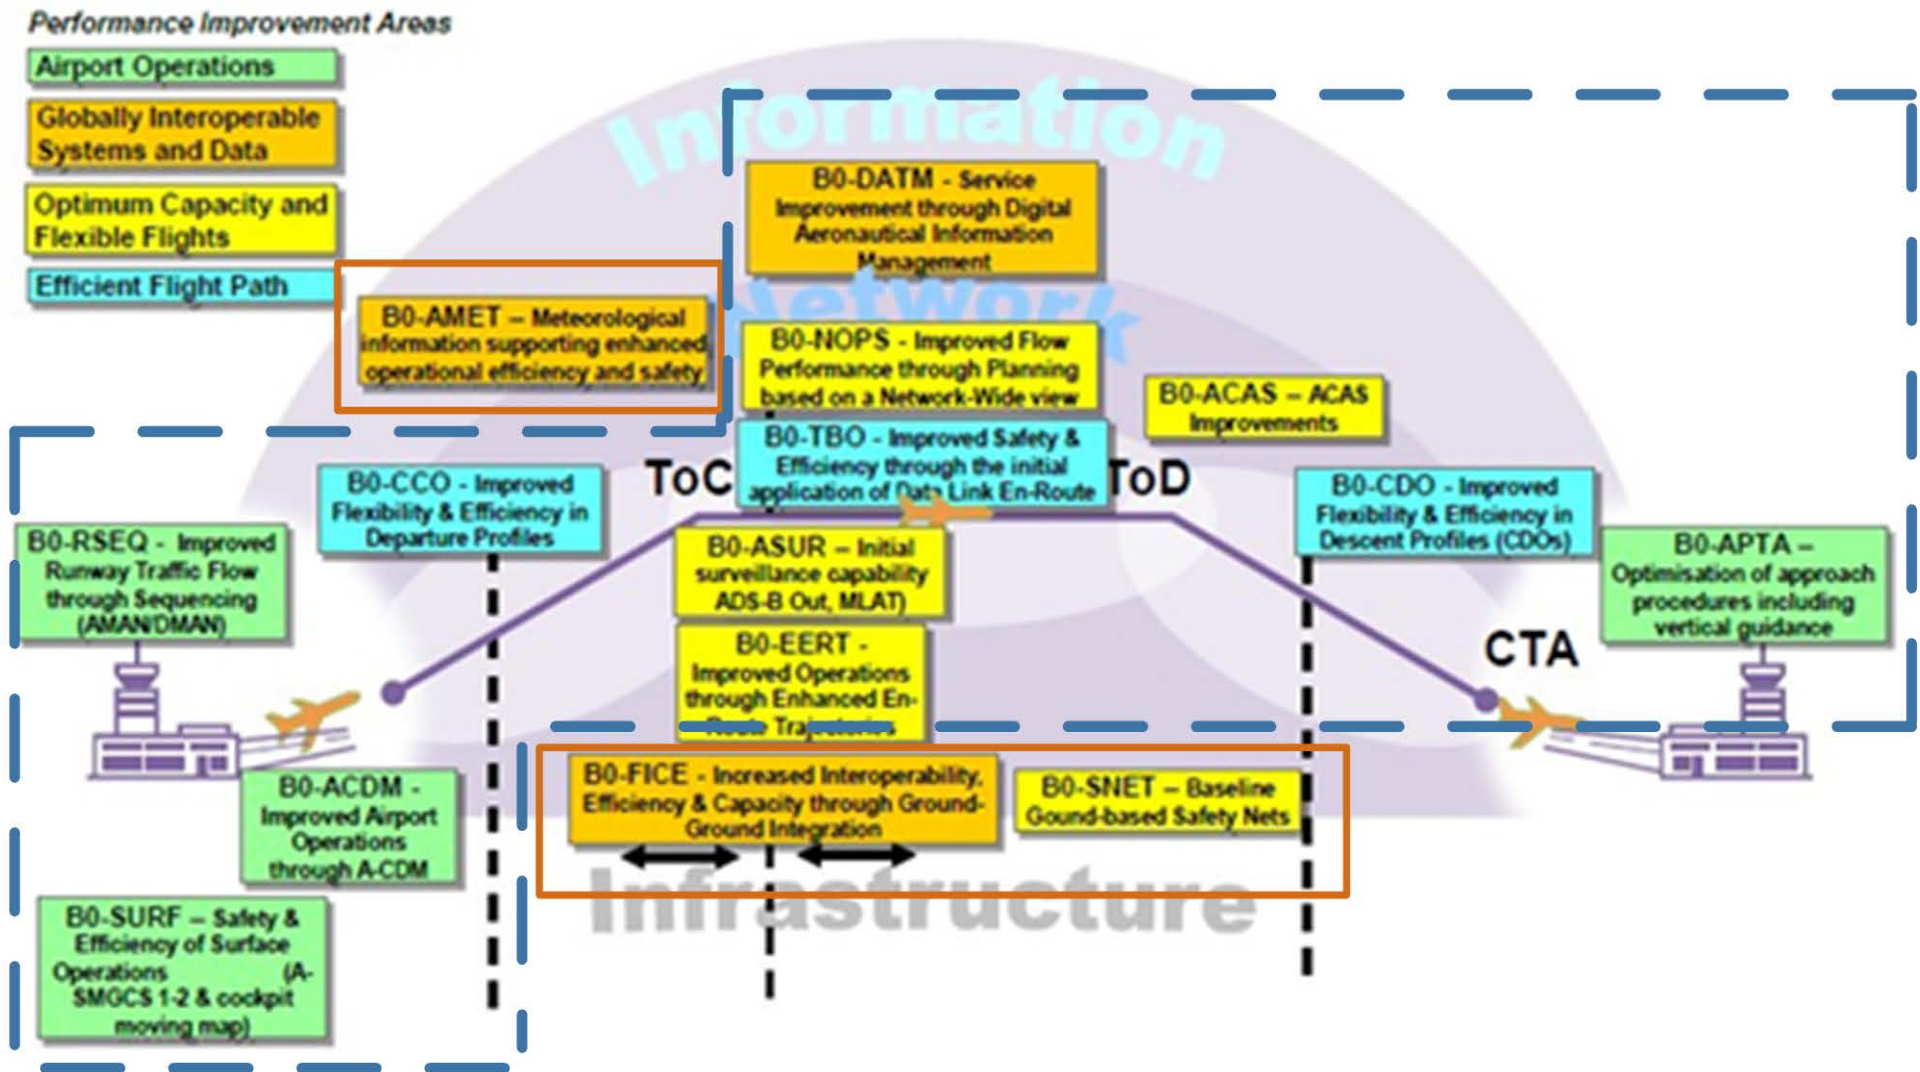 Performance Improvement Areas
Airport Operations
Globally Interoperable
Systems and Data
Optimum Capacity and
Flexible Flights
Efficient Flight Path
Information
B0-DATM - Service
Improvement through Digital
Aeronautical Information
Management
Network
B0-AMET – Meteorological
information supporting enhanced
operational efficiency and safety
B0-NOPS - Improved Flow
Performance through Planning
based on a Network-Wide view
B0-ACAS – ACAS
Improvements
B0-TBO - Improved Safety &
Efficiency through the initial
application of Data Link En-Route
ToC
ToD
B0-CCO - Improved
Flexibility & Efficiency in
Departure Profiles
B0-CDO - Improved
Flexibility & Efficiency in
Descent Profiles (CDOs)
B0-RSEQ - Improved
Runway Traffic Flow
through Sequencing
(AMAN/DMAN)
B0-ASUR – Initial
surveillance capability
ADS-B Out, MLAT)
B0-APTA –
Optimisation of approach
procedures including
vertical guidance
B0-EERT -
Improved Operations
through Enhanced En-
Route Trajectories
CTA
B0-ACDM -
Improved Airport
Operations
through A-CDM
B0-FICE - Increased Interoperability,
Efficiency & Capacity through Ground-
Ground Integration
B0-SNET – Baseline
Gound-based Safety Nets
Infrastructure
B0-SURF – Safety &
Efficiency of Surface
Operations (A-
SMGCS 1-2 & cockpit
moving map)